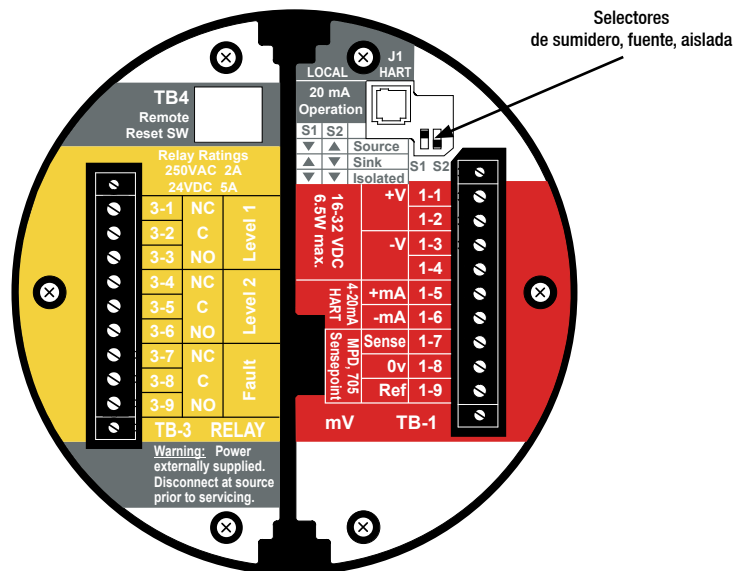 Selectores
de sumidero, fuente, aislada
J1
LOCAL HART
20 mA
Operation
S1 S2
▼ ▲ Source
▲ ▼ Sink
▼ ▼ Isolated
S1 S2
TB4
Remote
Reset SW
Relay Ratings
250VAC 2A
24VDC 5A
3-1 NC
3-2 C
3-3 NO
Level 1
3-4 NC
3-5 C
3-6 NO
Level 2
3-7 NC
3-8 C
3-9 NO
Fault
TB-3 RELAY
Warning: Power
externally supplied.
Disconnect at source
prior to servicing.
16-32 VDC
6.5W max.
+V 1-1
1-2
-V 1-3
1-4
4-20mA
HART
+mA 1-5
-mA 1-6
MPD, 705
Sensepoint
Sense 1-7
0v 1-8
Ref 1-9
mV TB-1